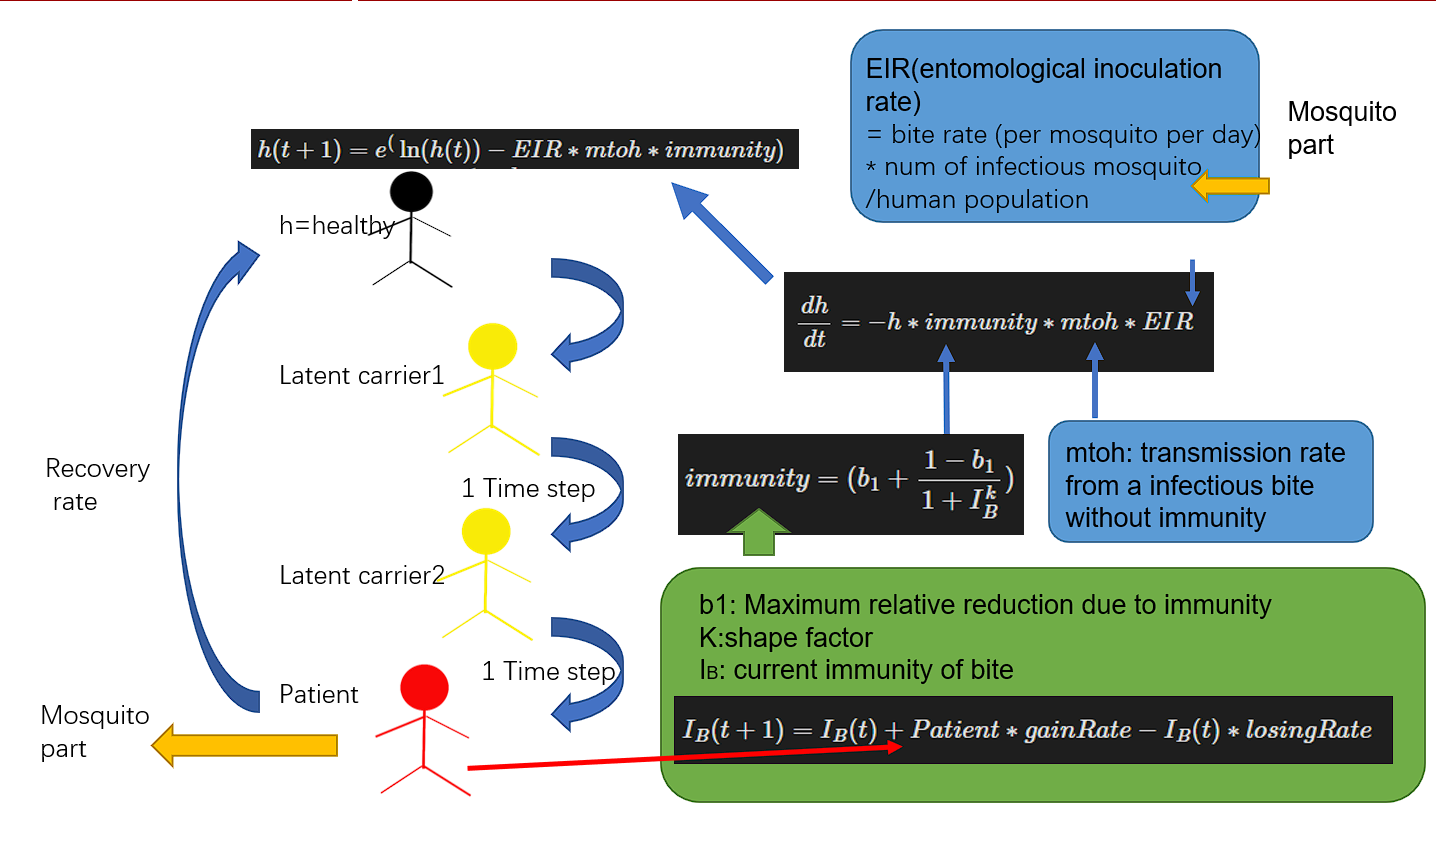 EIR(entomological inoculation
rate)
= bite rate (per mosquito per day)
* num of infectious mosquito
/human population
Mosquito
part
h(t + 1) = e^( ln(h(t)) − EIR ∗ mtoh ∗ immunity)
h=healthy
dh/dt = −h ∗ immunity ∗ mtoh ∗ EIR
Latent carrier1
Recovery
rate
1 Time step
immunity = (b_1 + (1 − b_1)/(1 + I_B^k))
mtoh: transmission rate
from a infectious bite
without immunity
Latent carrier2
1 Time step
Patient
Mosquito
part
b1: Maximum relative reduction due to immunity
K:shape factor
IB: current immunity of bite
I_B(t + 1) = I_B(t) + Patient ∗ gainRate − I_B(t) ∗ losingRate